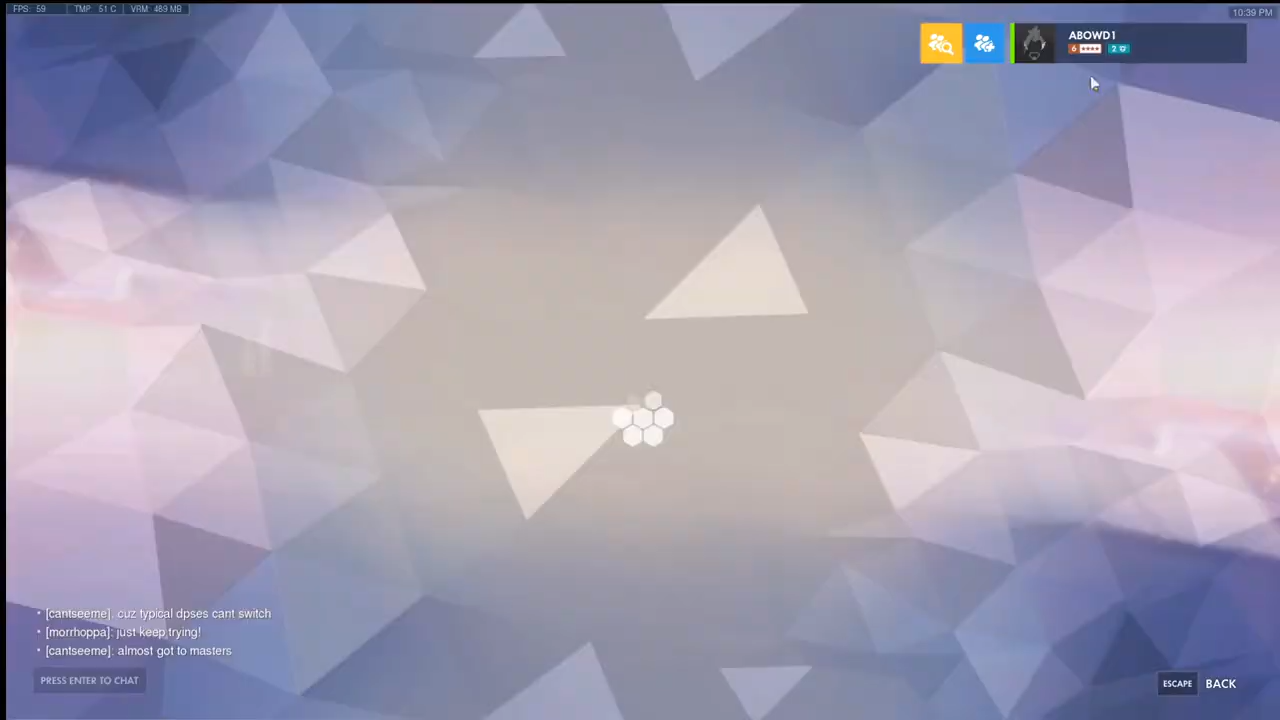 FPS: 59 TMP: 51 C VRM: 489 MB
10:39 PM
ABOWD1
6 2
[cantseeme]: cuz typical dpses cant switch
[morrhoppa]: just keep trying!
[cantseeme]: almost got to masters
PRESS ENTER TO CHAT
ESCAPE BACK